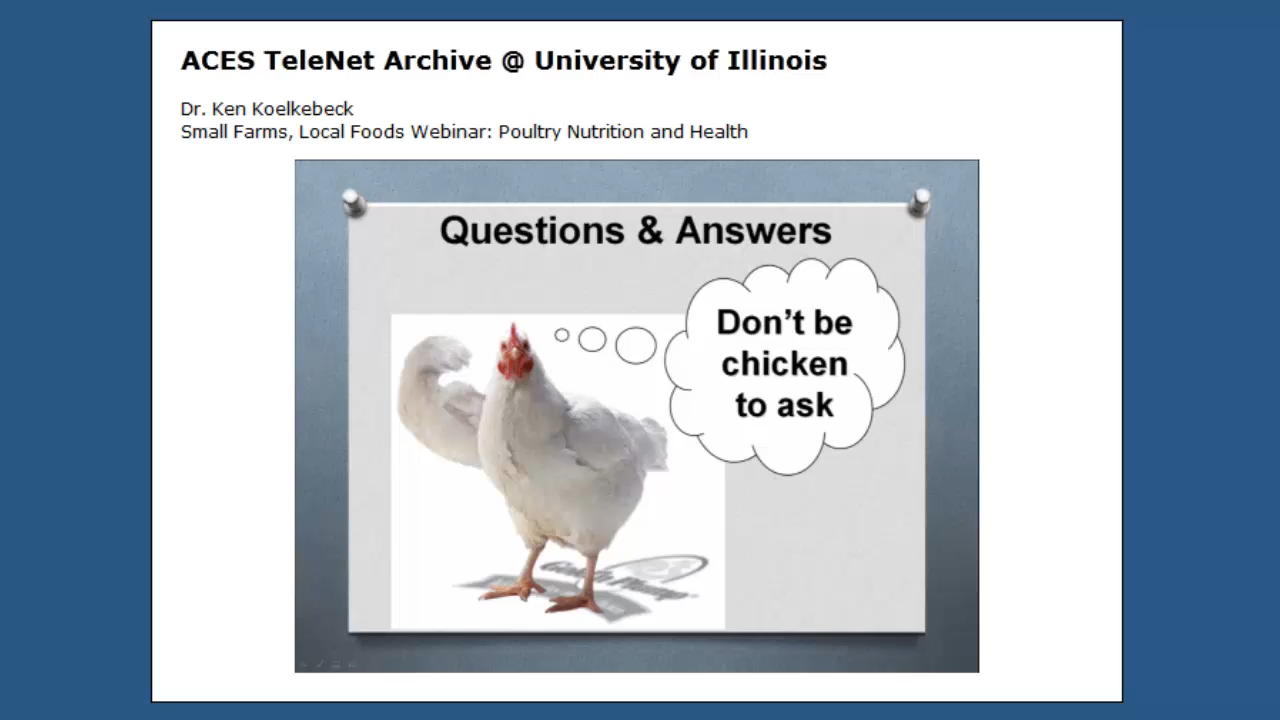 ACES TeleNet Archive @ University of Illinois
Dr. Ken Koelkebeck
Small Farms, Local Foods Webinar: Poultry Nutrition and Health
Questions & Answers
Don't be
chicken
to ask